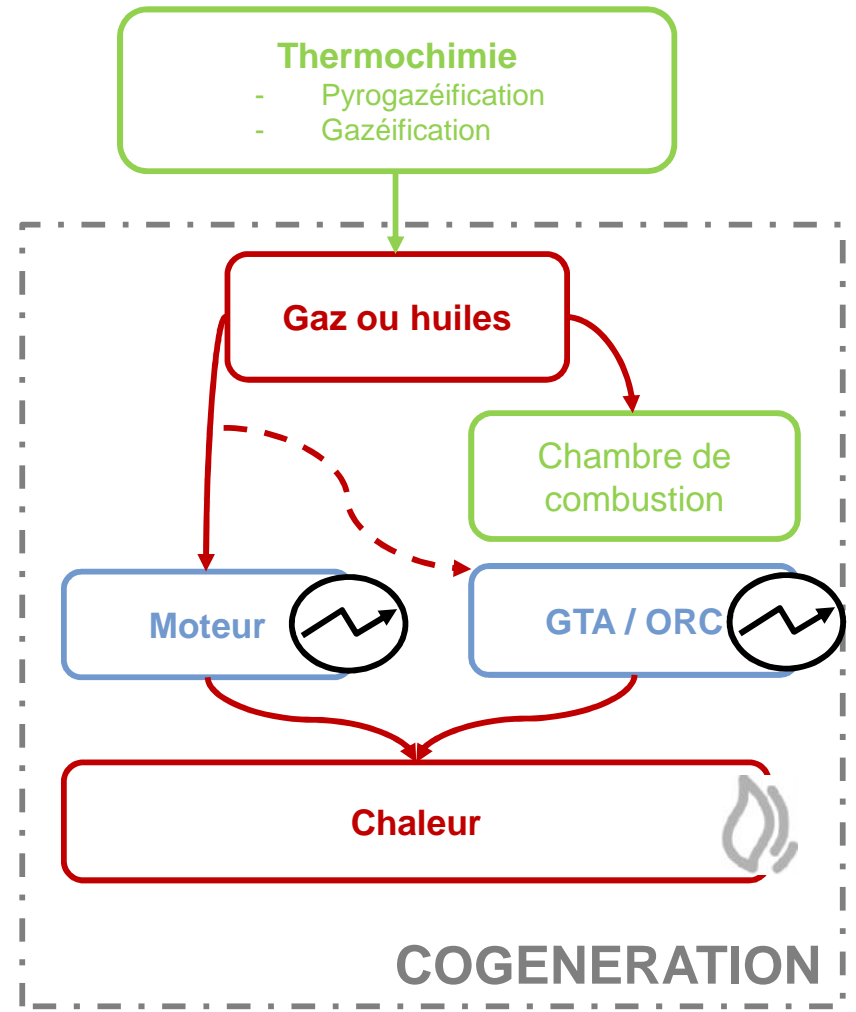 Thermochimie
- Pyrogazéification
- Gazéification
Gaz ou huiles
Chambre de
combustion
Moteur
GTA / ORC
Chaleur
COGENERATION